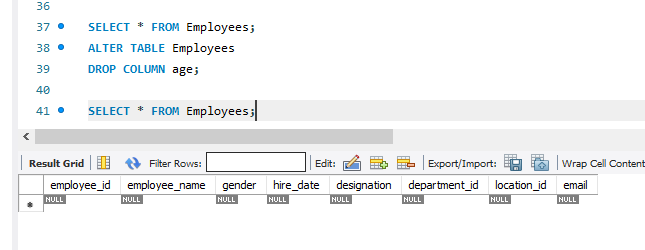 36
37 SELECT * FROM Employees;
38 ALTER TABLE Employees
39 DROP COLUMN age;
40
41 SELECT * FROM Employees;
Result Grid Filter Rows: Edit: Export/Import: Wrap Cell Content
employee_id employee_name gender hire_date designation department_id location_id email
NULL NULL NULL NULL NULL NULL NULL NULL